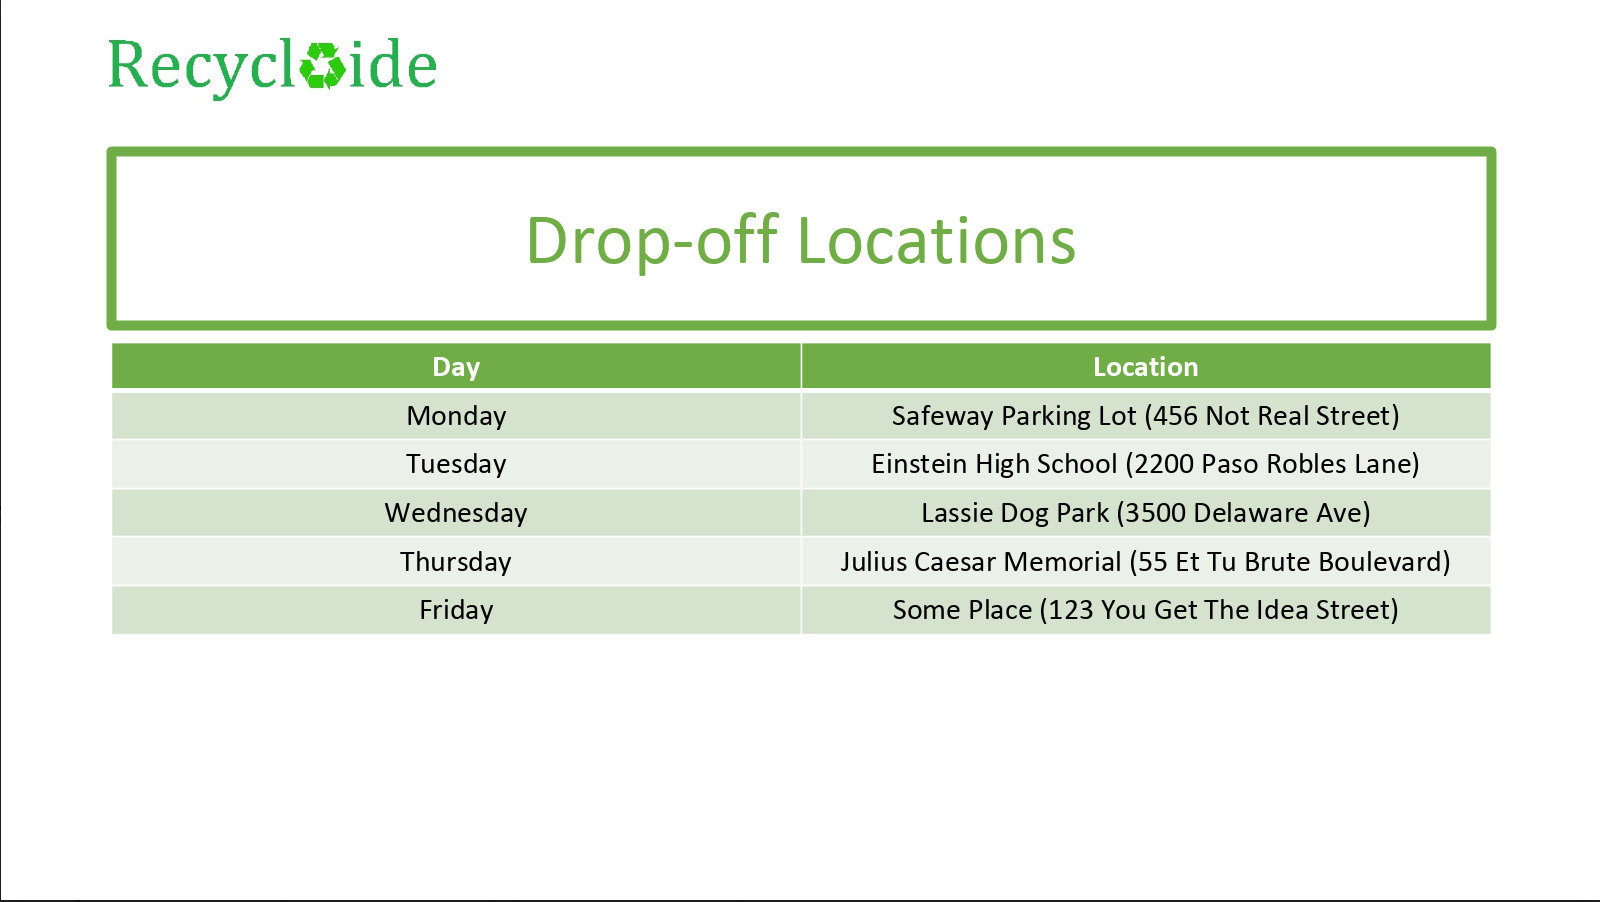 Recycl♻ide
Drop-off Locations
Day Location
Monday Safeway Parking Lot (456 Not Real Street)
Tuesday Einstein High School (2200 Paso Robles Lane)
Wednesday Lassie Dog Park (3500 Delaware Ave)
Thursday Julius Caesar Memorial (55 Et Tu Brute Boulevard)
Friday Some Place (123 You Get The Idea Street)